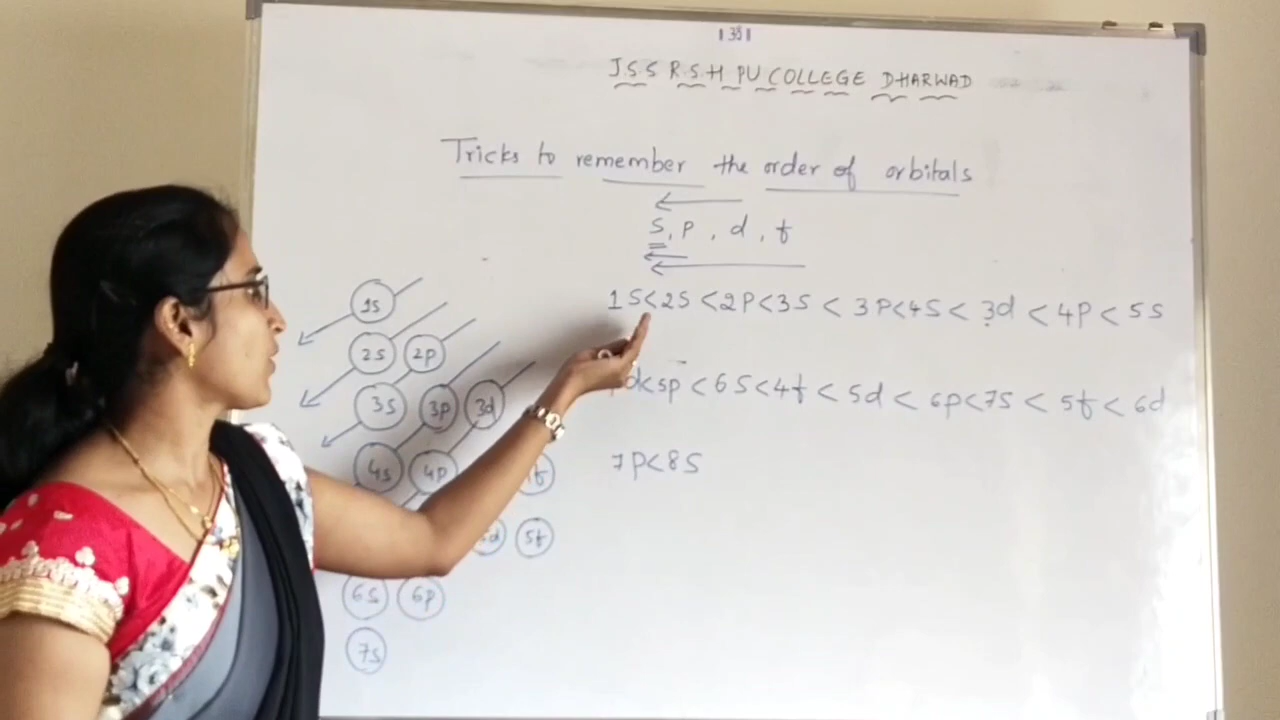 JSS R.S.H PU COLLEGE DHARWAD
Tricks to remember the order of orbitals
s, p, d, f
1s<2s<2p<3s<3p<4s<3d<4p<5s
d<5p<6s<4f<5d<6p<7s<5f<6d
7p<8s
1s
2s 2p
3s 3p 3d
4s 4p f
d 5f
6s 6p
7s